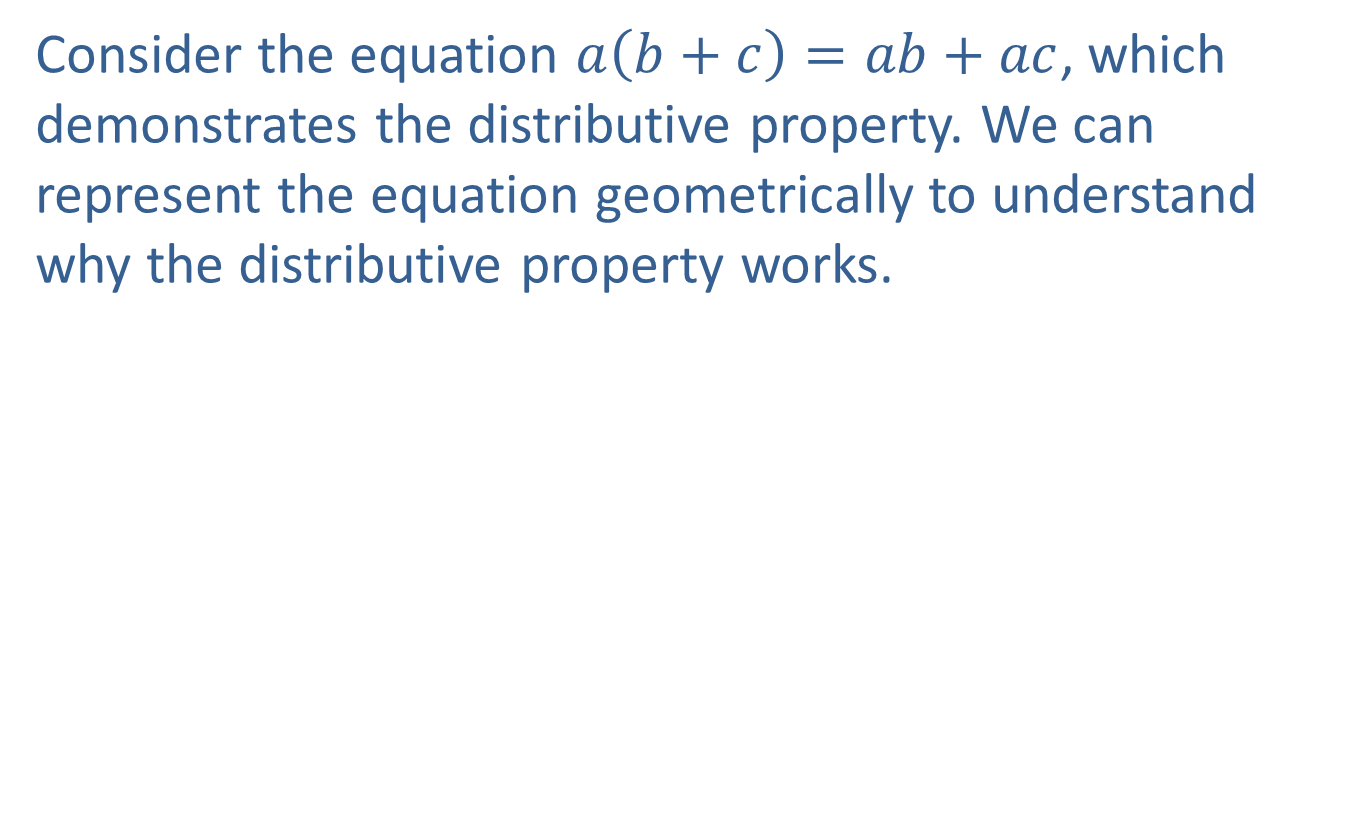 Consider the equation a(b + c) = ab + ac, which
demonstrates the distributive property. We can
represent the equation geometrically to understand
why the distributive property works.